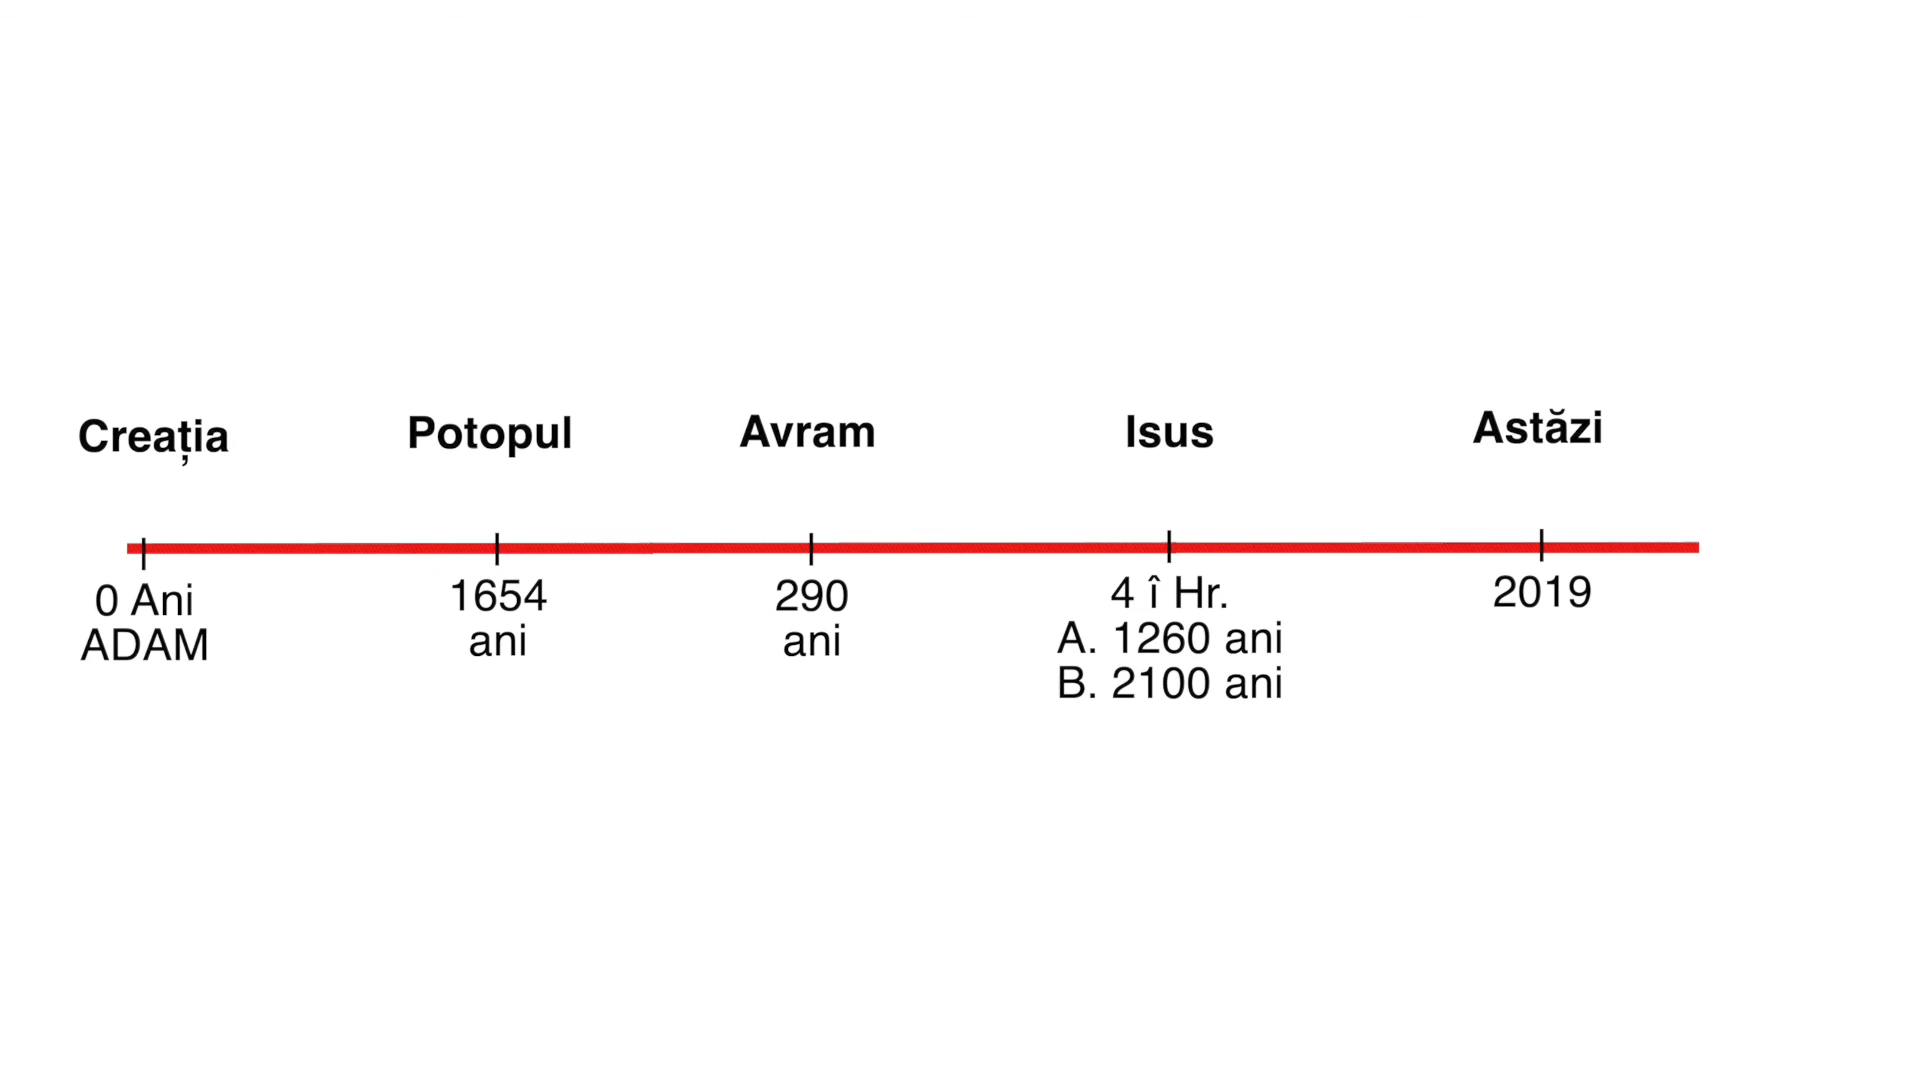 Creația
Potopul
Avram
Isus
Astăzi
0 Ani
ADAM
1654
ani
290
ani
4 î Hr.
A. 1260 ani
B. 2100 ani
2019